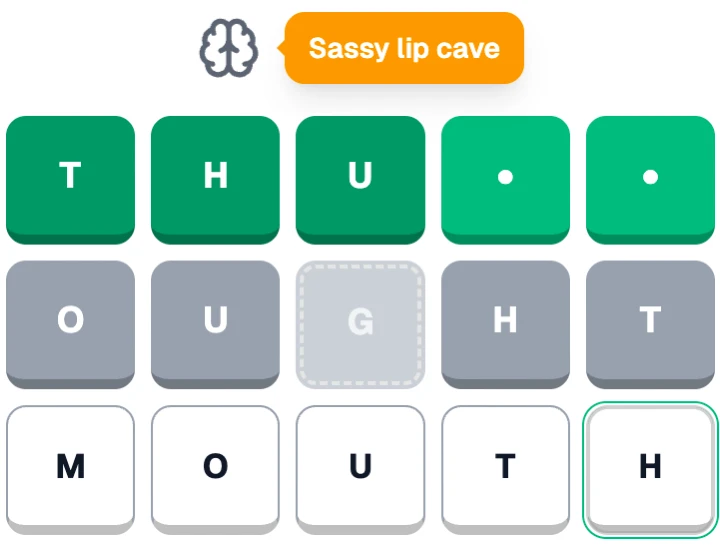 Sassy lip cave
T H U • •
O U G H T
M O U T H